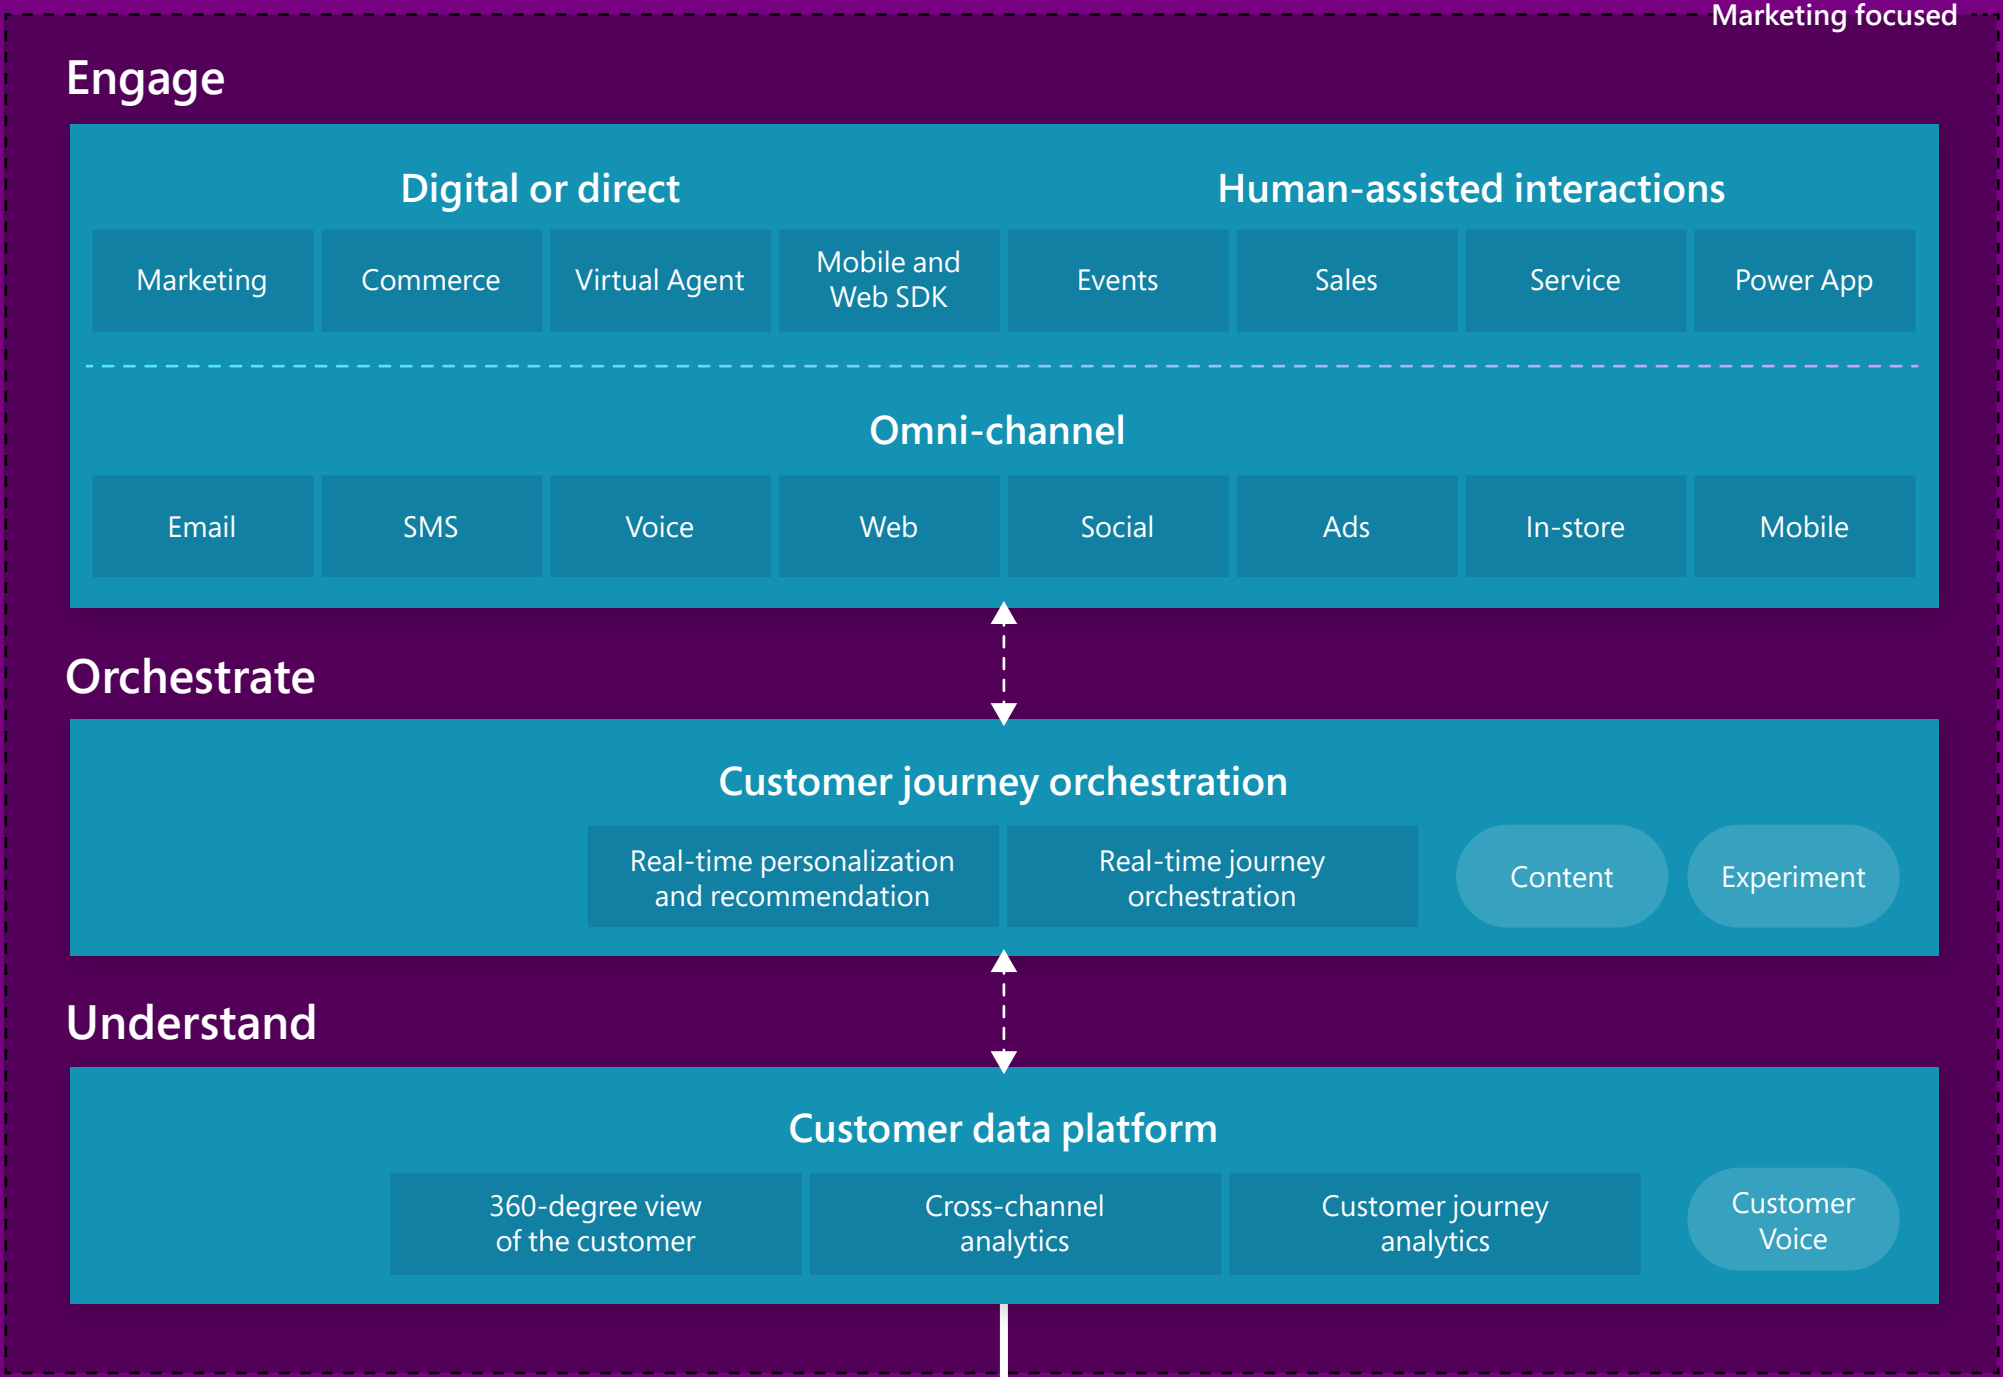 Marketing focused
Engage
Digital or direct
Human-assisted interactions
Marketing
Commerce
Virtual Agent
Mobile and
Web SDK
Events
Sales
Service
Power App
Omni-channel
Email
SMS
Voice
Web
Social
Ads
In-store
Mobile
Orchestrate
Customer journey orchestration
Real-time personalization
and recommendation
Real-time journey
orchestration
Content
Experiment
Understand
Customer data platform
360-degree view
of the customer
Cross-channel
analytics
Customer journey
analytics
Customer
Voice